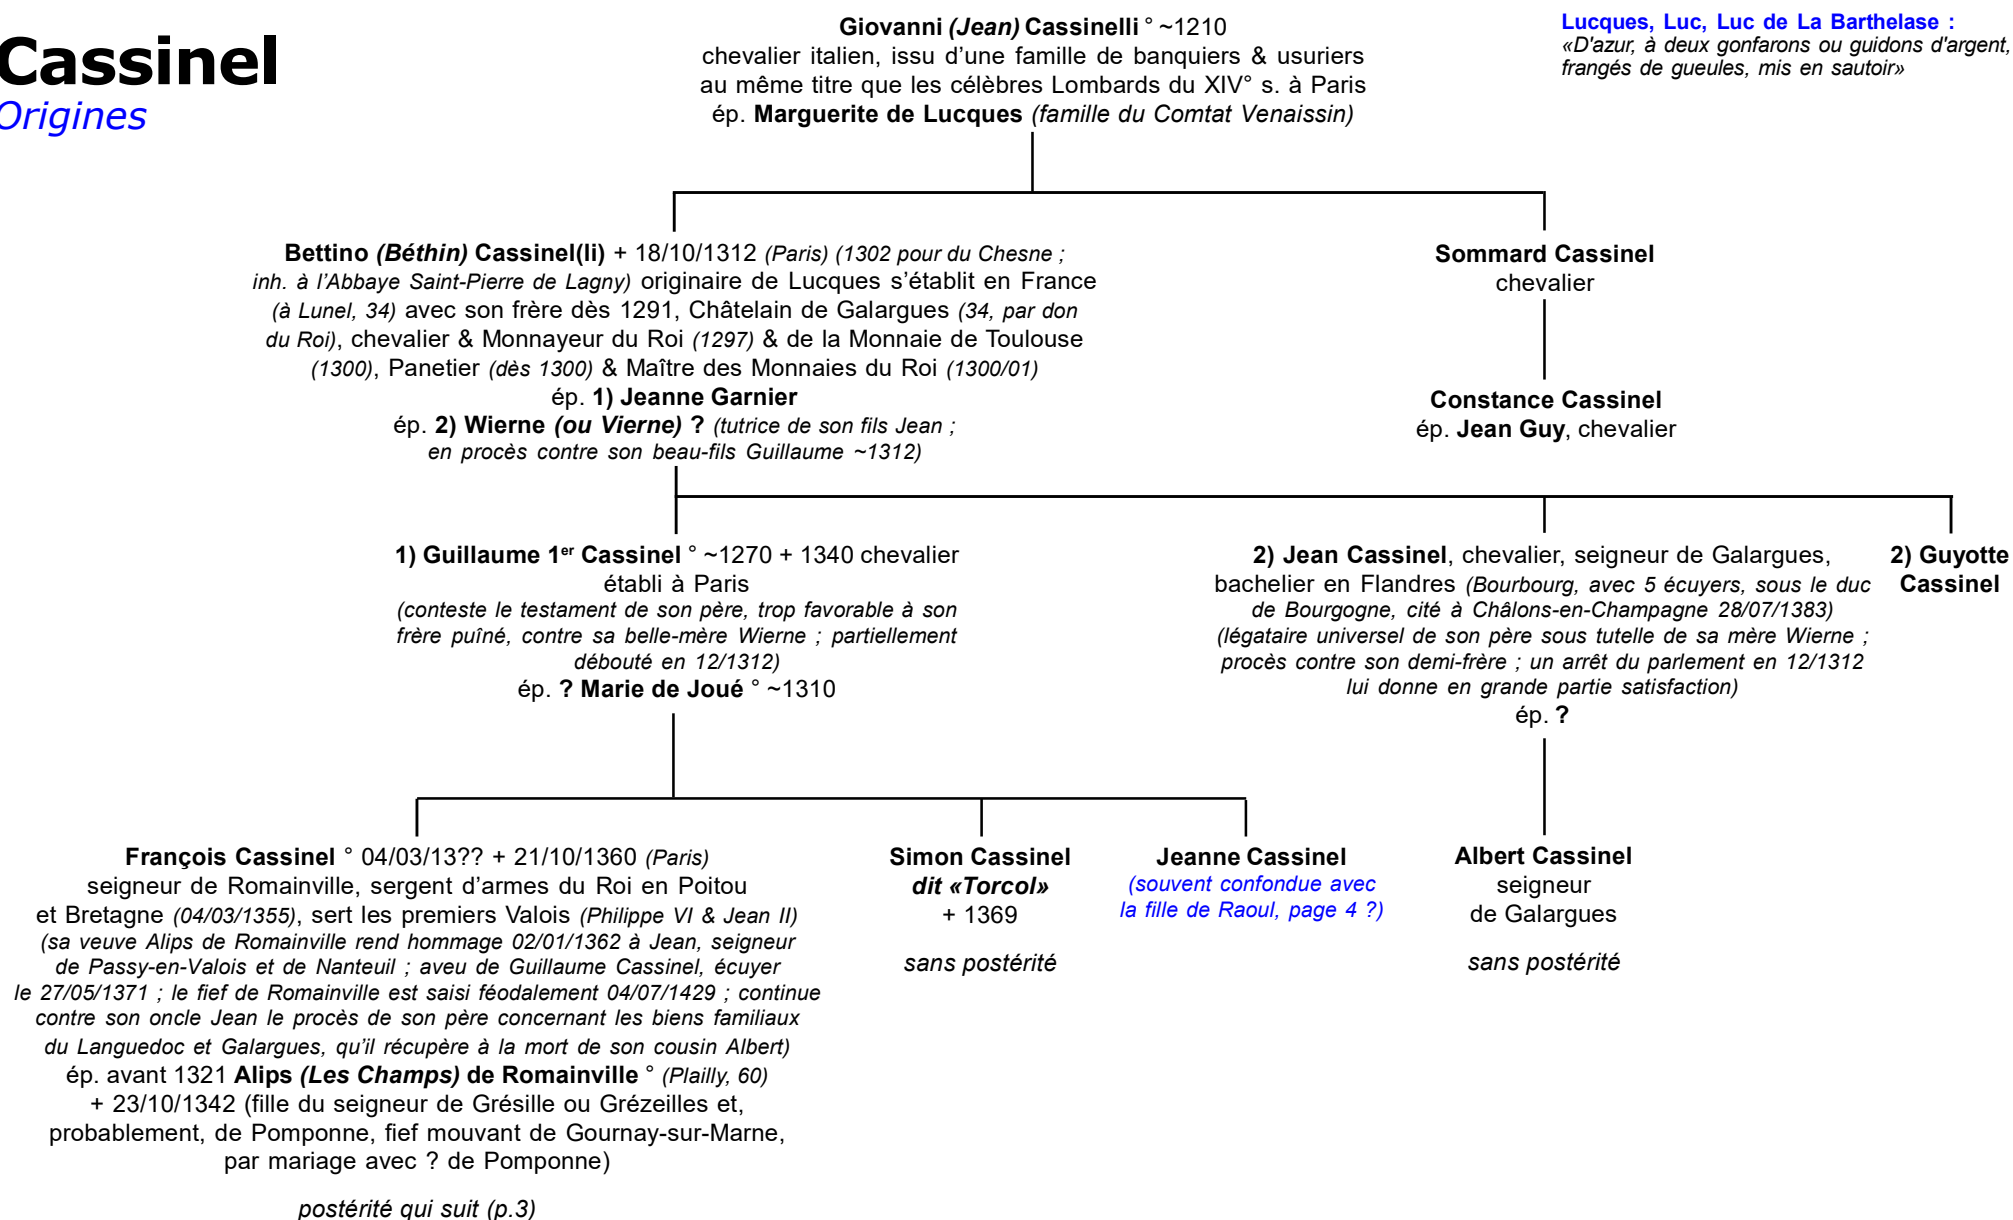 Cassinel
Origines
Giovanni (Jean) Cassinelli ° ~1210
chevalier italien, issu d’une famille de banquiers & usuriers
au même titre que les célèbres Lombards du XIV° s. à Paris
ép. Marguerite de Lucques (famille du Comtat Venaissin)
Lucques, Luc, Luc de La Barthelase :
«D'azur, à deux gonfarons ou guidons d'argent,
frangés de gueules, mis en sautoir»
Bettino (Béthin) Cassinel(li) + 18/10/1312 (Paris) (1302 pour du Chesne ;
inh. à l’Abbaye Saint-Pierre de Lagny) originaire de Lucques s’établit en France
(à Lunel, 34) avec son frère dès 1291, Châtelain de Galargues (34, par don
du Roi), chevalier & Monnayeur du Roi (1297) & de la Monnaie de Toulouse
(1300), Panetier (dès 1300) & Maître des Monnaies du Roi (1300/01)
ép. 1) Jeanne Garnier
ép. 2) Wierne (ou Vierne) ? (tutrice de son fils Jean ;
en procès contre son beau-fils Guillaume ~1312)
Sommard Cassinel
chevalier
Constance Cassinel
ép. Jean Guy, chevalier
1) Guillaume 1er Cassinel ° ~1270 + 1340 chevalier
établi à Paris
(conteste le testament de son père, trop favorable à son
frère puîné, contre sa belle-mère Wierne ; partiellement
débouté en 12/1312)
ép. ? Marie de Joué ° ~1310
2) Jean Cassinel, chevalier, seigneur de Galargues,
bachelier en Flandres (Bourbourg, avec 5 écuyers, sous le duc
de Bourgogne, cité à Châlons-en-Champagne 28/07/1383)
(légataire universel de son père sous tutelle de sa mère Wierne ;
procès contre son demi-frère ; un arrêt du parlement en 12/1312
lui donne en grande partie satisfaction)
ép. ?
2) Guyotte
Cassinel
François Cassinel ° 04/03/13?? + 21/10/1360 (Paris)
seigneur de Romainville, sergent d’armes du Roi en Poitou
et Bretagne (04/03/1355), sert les premiers Valois (Philippe VI & Jean II)
(sa veuve Alips de Romainville rend hommage 02/01/1362 à Jean, seigneur
de Passy-en-Valois et de Nanteuil ; aveu de Guillaume Cassinel, écuyer
le 27/05/1371 ; le fief de Romainville est saisi féodalement 04/07/1429 ; continue
contre son oncle Jean le procès de son père concernant les biens familiaux
du Languedoc et Galargues, qu’il récupère à la mort de son cousin Albert)
ép. avant 1321 Alips (Les Champs) de Romainville ° (Plailly, 60)
+ 23/10/1342 (fille du seigneur de Grésille ou Grézeilles et,
probablement, de Pomponne, fief mouvant de Gournay-sur-Marne,
par mariage avec ? de Pomponne)
postérité qui suit (p.3)
Simon Cassinel
dit «Torcol»
+ 1369
sans postérité
Jeanne Cassinel
(souvent confondue avec
la fille de Raoul, page 4 ?)
Albert Cassinel
seigneur
de Galargues
sans postérité